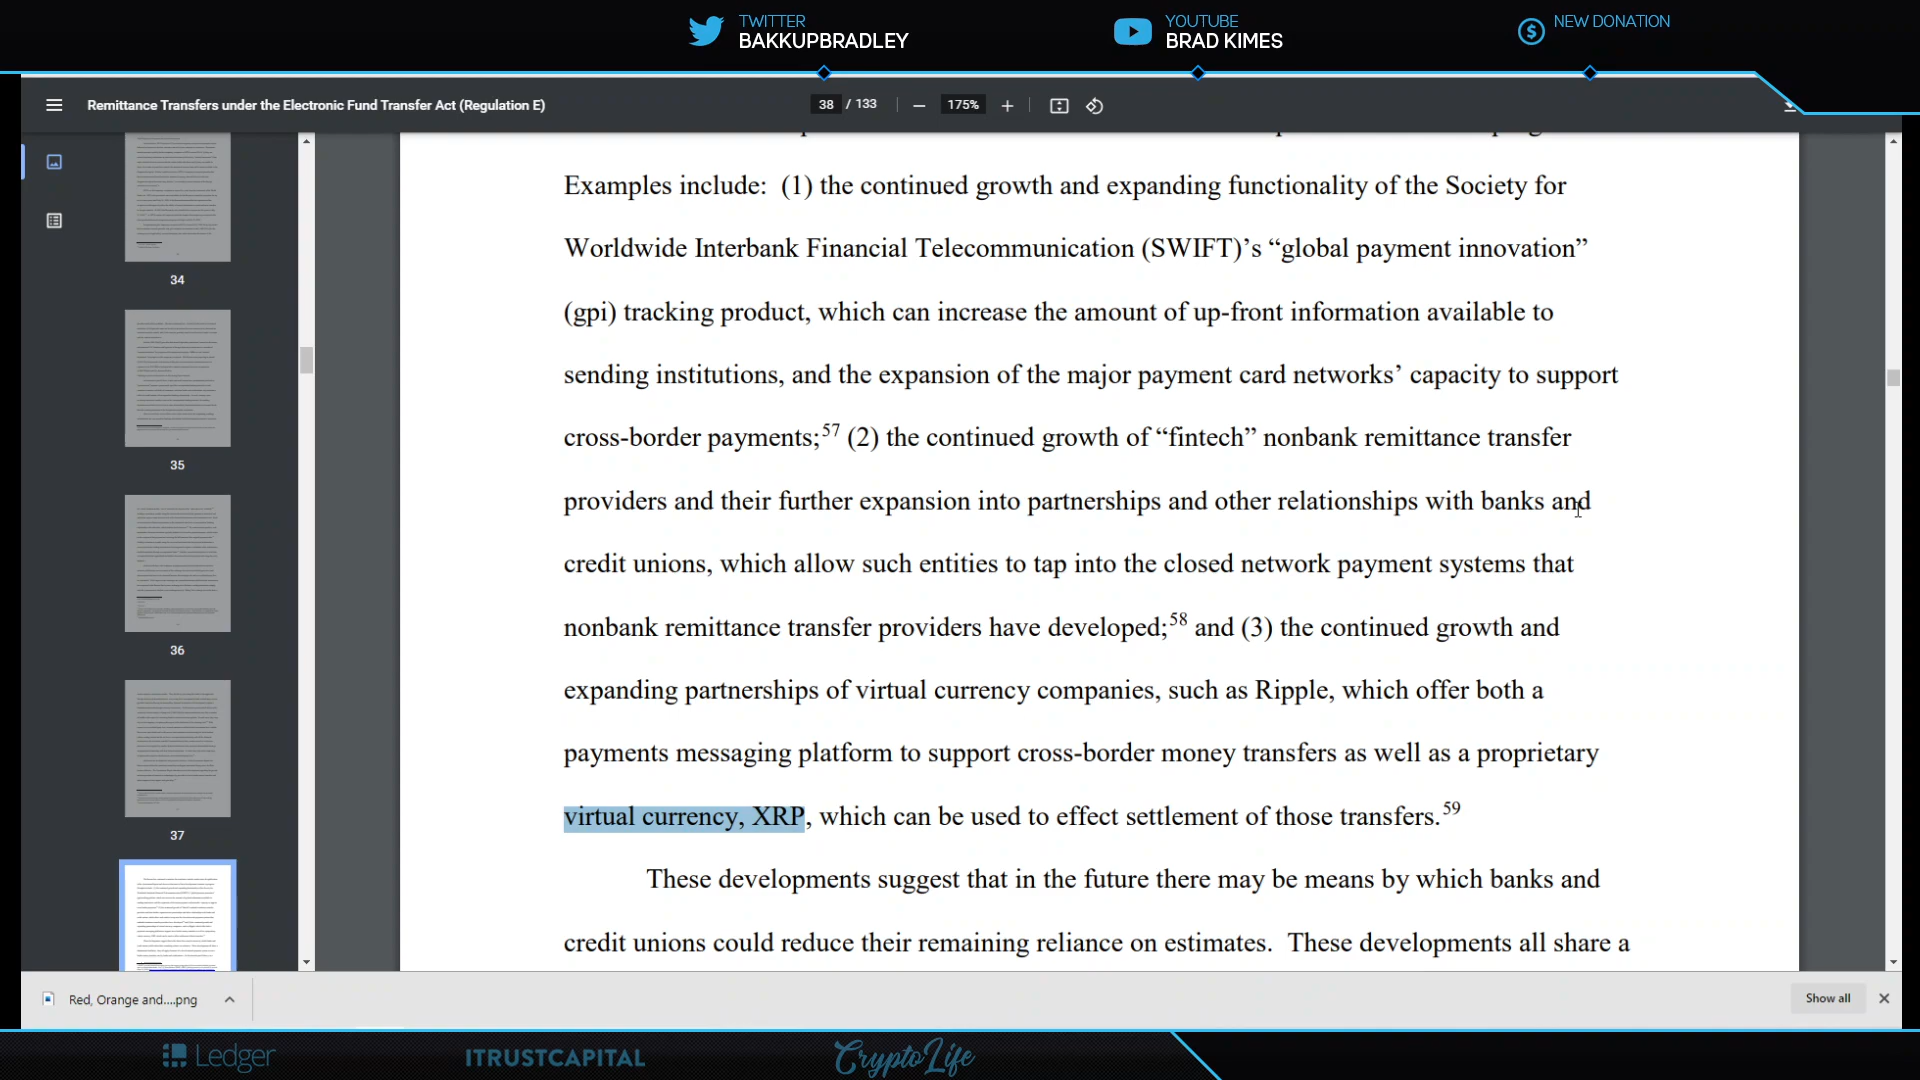 TWITTER
BAKKUPBRADLEY
YOUTUBE
BRAD KIMES
NEW DONATION
Remittance Transfers under the Electronic Fund Transfer Act (Regulation E)
38 / 133
175%
Examples include: (1) the continued growth and expanding functionality of the Society for
Worldwide Interbank Financial Telecommunication (SWIFT)’s “global payment innovation”
(gpi) tracking product, which can increase the amount of up-front information available to
sending institutions, and the expansion of the major payment card networks’ capacity to support
cross-border payments;57 (2) the continued growth of “fintech” nonbank remittance transfer
providers and their further expansion into partnerships and other relationships with banks and
credit unions, which allow such entities to tap into the closed network payment systems that
nonbank remittance transfer providers have developed;58 and (3) the continued growth and
expanding partnerships of virtual currency companies, such as Ripple, which offer both a
payments messaging platform to support cross-border money transfers as well as a proprietary
virtual currency, XRP, which can be used to effect settlement of those transfers.59
These developments suggest that in the future there may be means by which banks and
credit unions could reduce their remaining reliance on estimates. These developments all share a
34
35
36
37
Red, Orange and....png
Show all
Ledger
ITRUSTCAPITAL
CryptoLife